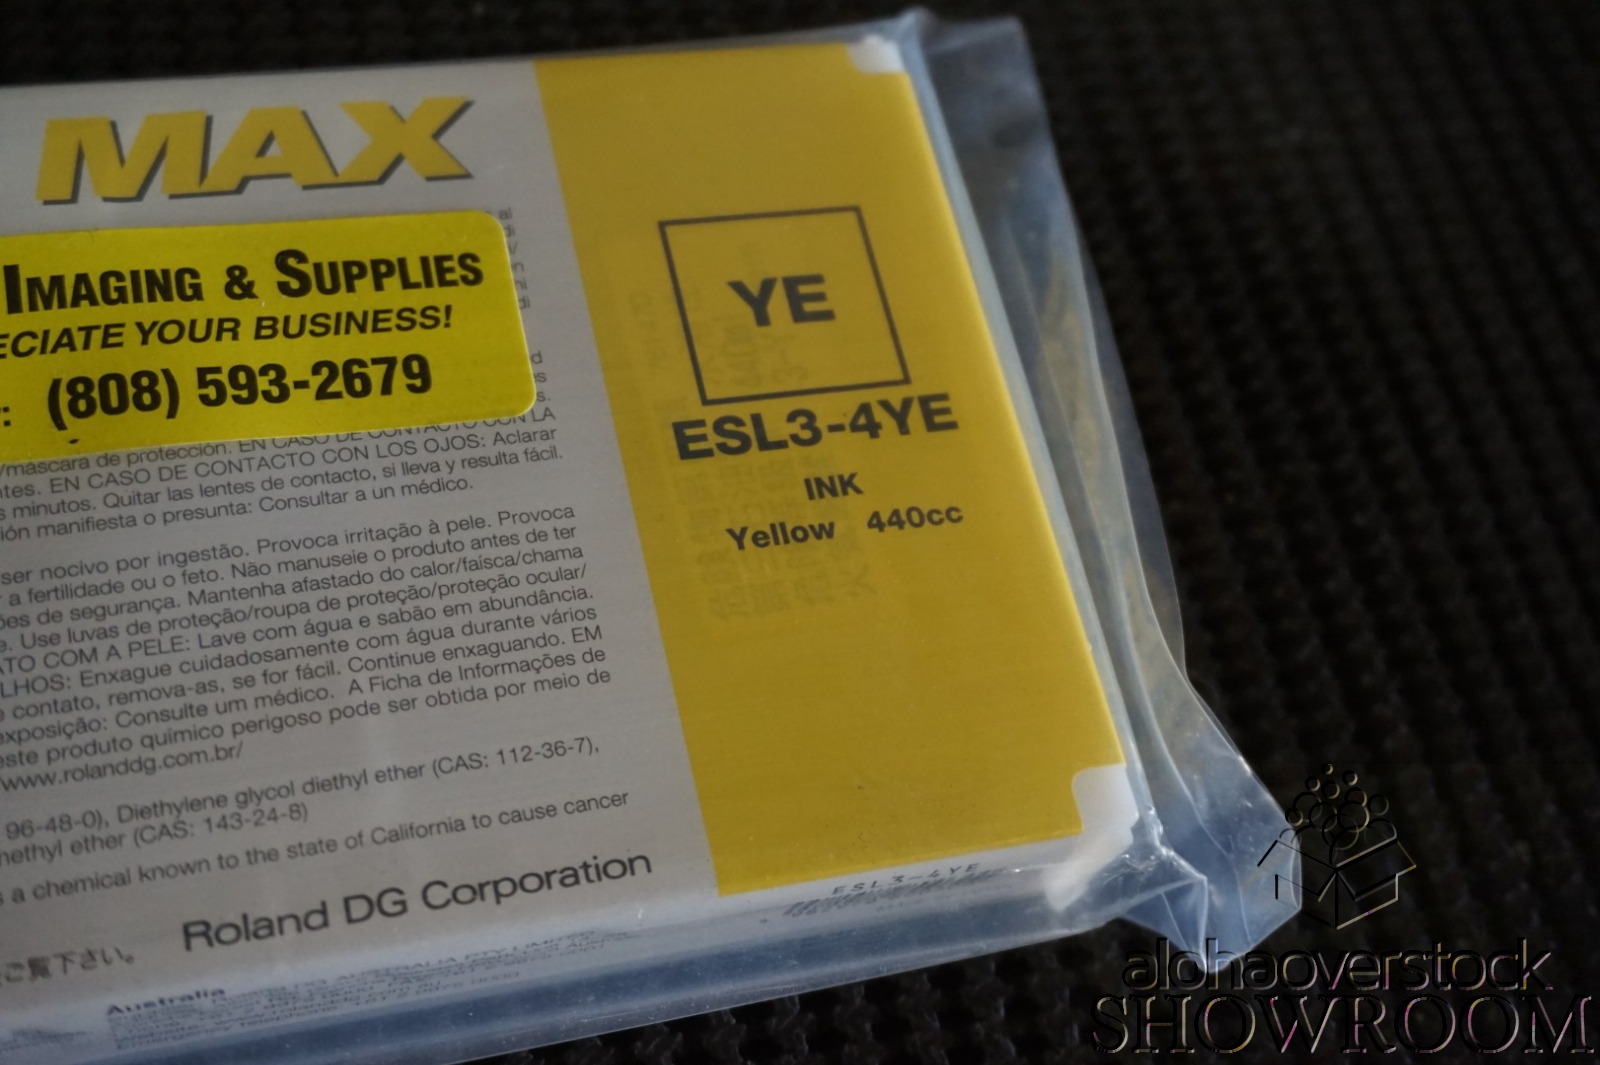 MAX
IMAGING & SUPPLIES
ECIATE YOUR BUSINESS!
(808) 593-2679
/máscara de protección. EN CASO DE CONTACTO CON LA
ntes. EN CASO DE CONTACTO CON LOS OJOS: Aclarar
s minutos. Quitar las lentes de contacto, si lleva y resulta fácil.
ión manifiesta o presunta: Consultar a un médico.
ser nocivo por ingestão. Provoca irritação à pele. Provoca
r a fertilidade ou o feto. Não manuseie o produto antes de ter
ões de segurança. Mantenha afastado do calor/faísca/chama
e. Use luvas de proteção/roupa de proteção/proteção ocular/
ATO COM A PELE: Lave com água e sabão em abundância.
LHOS: Enxague cuidadosamente com água durante vários
e contato, remova-as, se for fácil. Continue enxaguando. EM
exposição: Consulte um médico. A Ficha de Informações de
este produto químico perigoso pode ser obtida por meio de
/www.rolanddg.com.br/
96-48-0), Diethylene glycol diethyl ether (CAS: 112-36-7),
methyl ether (CAS: 143-24-8)
s a chemical known to the state of California to cause cancer
Roland DG Corporation
ご覧下さい。
YE
ESL3-4YE
INK
Yellow 440cc
ESL3-4YE
Australia
alohaoverstock
SHOWROOM